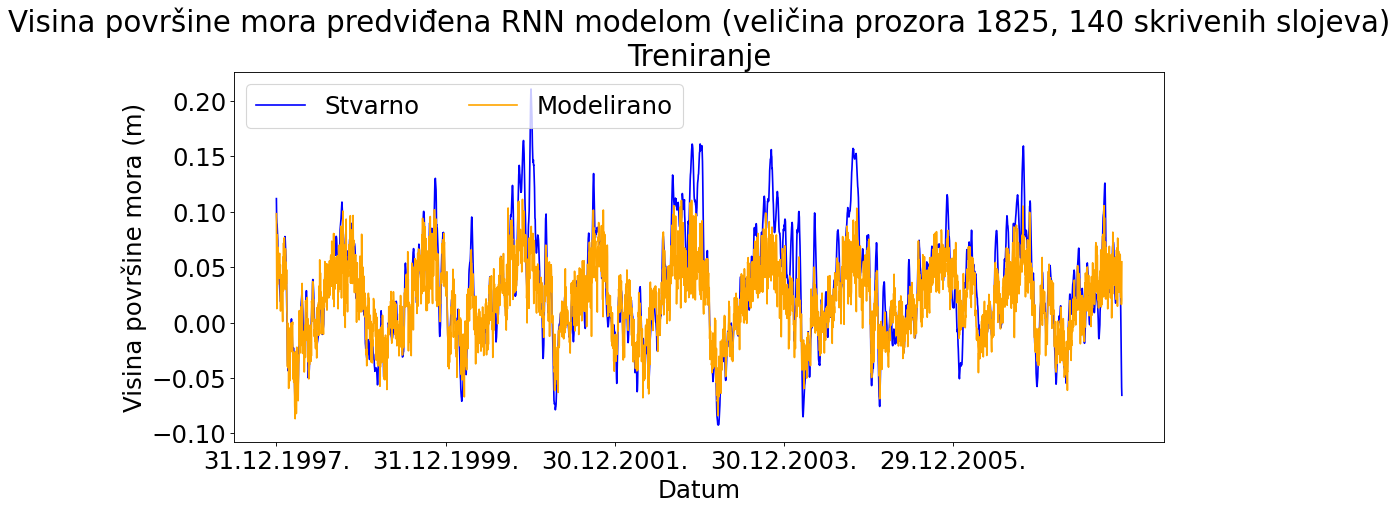 Visina površine mora predviđena RNN modelom (veličina prozora 1825, 140 skrivenih slojeva)
Treniranje
Stvarno Modelirano
Visina površine mora (m)
0.20
0.15
0.10
0.05
0.00
−0.05
−0.10
31.12.1997. 31.12.1999. 30.12.2001. 30.12.2003. 29.12.2005.
Datum